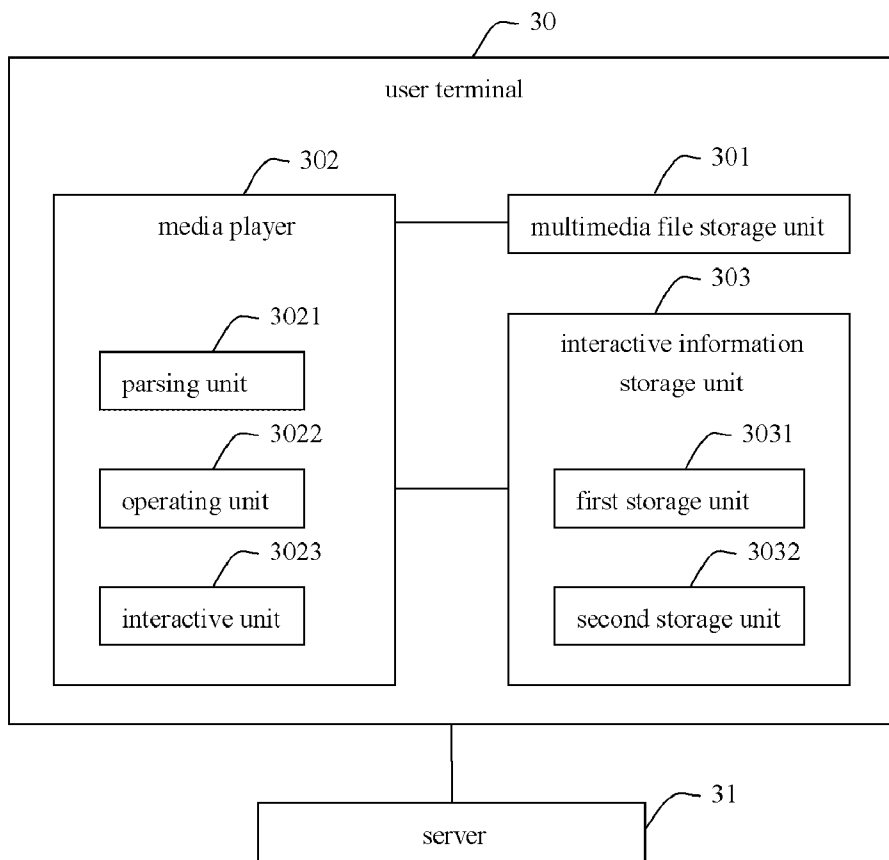 30
user terminal
302
301
media player
multimedia file storage unit
303
3021
interactive information
storage unit
parsing unit
3022
3031
operating unit
first storage unit
3023
3032
interactive unit
second storage unit
31
server